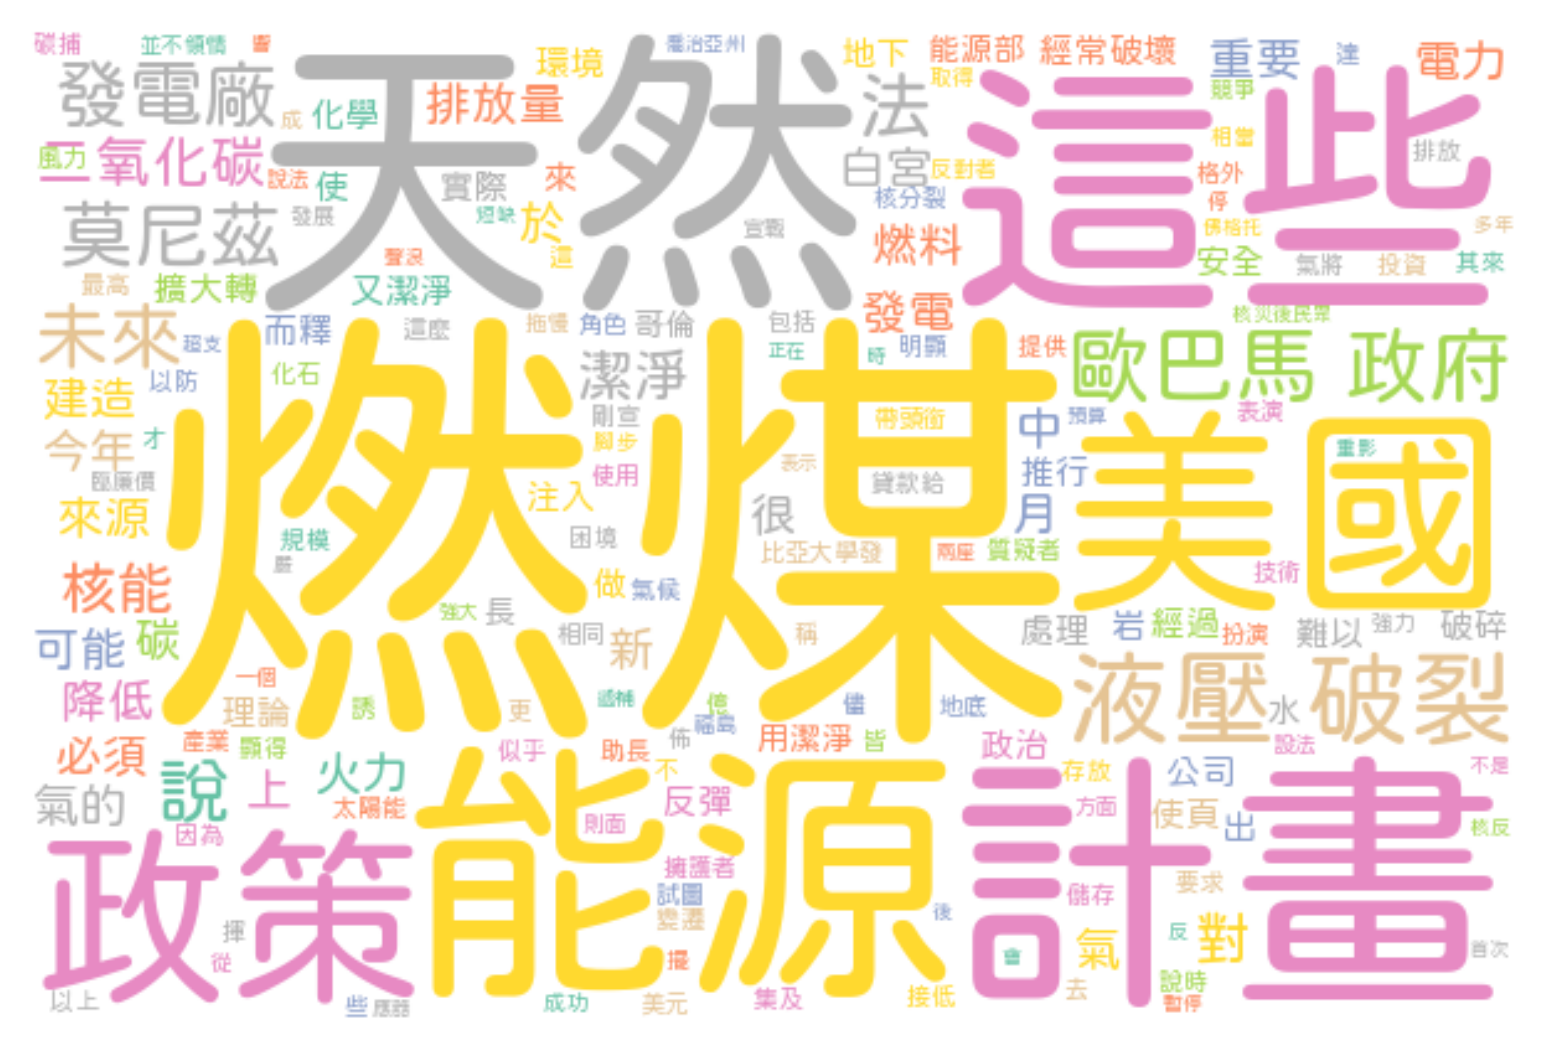 碳捕 並不領情 響 喬治亞州 地下 能源部 經常破壞 重要 達 電力
發電廠 天然 環境 法 取得 這些 競爭
成 化學 排放量 相當
風力 二氧化碳 說法 使 實際 來 白宮 反對者 格外 排放
莫尼茲 發展 短缺 於 宣戰 核分裂 停 佛格托 多年
聲浪 這 燃料 安全 氣將 投資 其來
最高 擴大轉 又潔淨 發電 核災後民眾
未來 超支 而釋 這麼 拖慢 角色 哥倫 包括 正在 時 明顯 提供 歐巴馬 政府
建造 以防 化石 燃煤 潔淨 剛宣 帶頭銜 中 預算 表演 美國
今年 才 腳步 表示 推行 重影
臨廉價 使用 貸款給
來源 規模 注入 很 月
嚴 困境 比亞大學發 兩座 質疑者 技術
核能 做 氣候
可能 碳 強大 長 相同 新 稱 處理 岩 經過 扮演 難以 強力 破碎
降低 一個 理論 誘 更 遞補 億 福島 儘 地底 液壓 水 破裂
必須 產業 顯得 似乎 助長 佈 用潔淨 皆 政治 設法
氣的 說 上 火力 太陽能 能源 不 反彈 存放 計畫 公司 不是
因為 則面 方面 使頁 出 核反
政策 擁護者 試圖 儲存 要求
揮 變遷 後 氣 反 對 首次
從 擺 會 去 說時
以上 些 應器 成功 美元 集及 接低 暫停